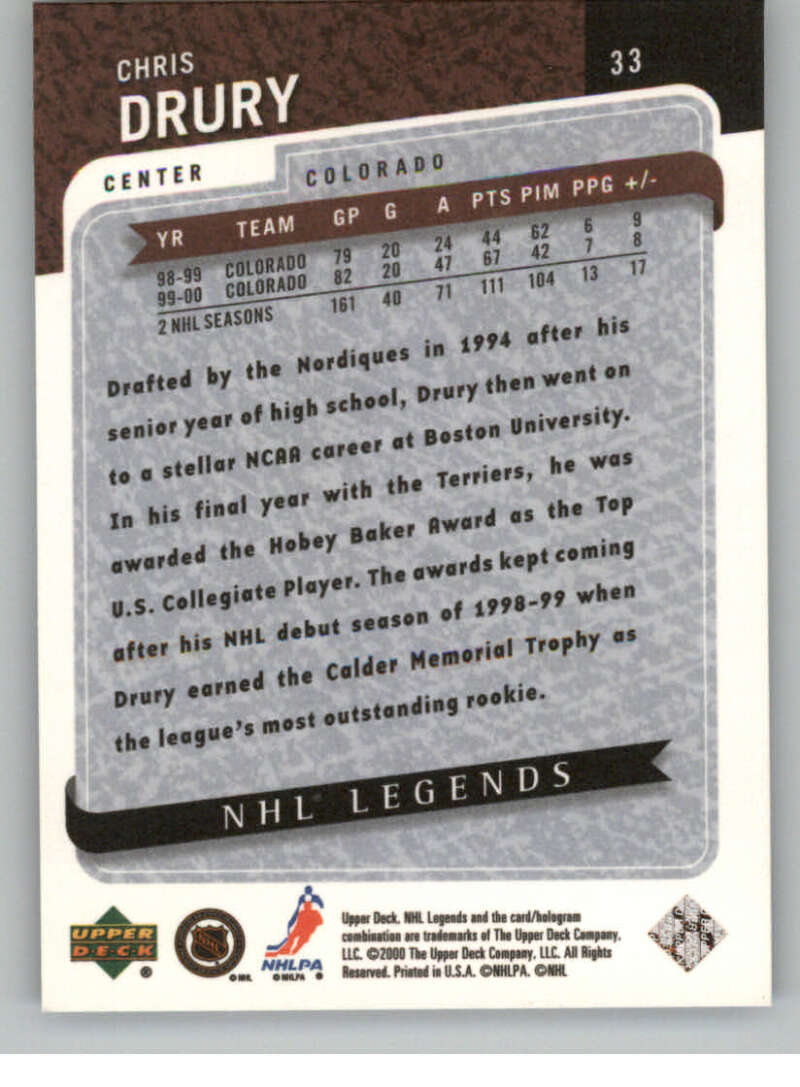 CHRIS
DRURY
33
CENTER
COLORADO
YR TEAM GP G A PTS PIM PPG +/-
98-99 COLORADO 79 20 24 44 62 6 9
99-00 COLORADO 82 20 47 67 42 7 8
2 NHL SEASONS 161 40 71 111 104 13 17
Drafted by the Nordiques in 1994 after his
senior year of high school, Drury then went on
to a stellar NCAA career at Boston University.
In his final year with the Terriers, he was
awarded the Hobey Baker Award as the Top
U.S. Collegiate Player. The awards kept coming
after his NHL debut season of 1998-99 when
Drury earned the Calder Memorial Trophy as
the league's most outstanding rookie.
NHL LEGENDS
UPPER
DECK
®
NHL
©NHL
NHLPA
©NHLPA ®
Upper Deck, NHL Legends and the card/hologram
combination are trademarks of The Upper Deck Company,
LLC. ©2000 The Upper Deck Company, LLC. All Rights
Reserved. Printed in U.S.A. ©NHLPA. ©NHL